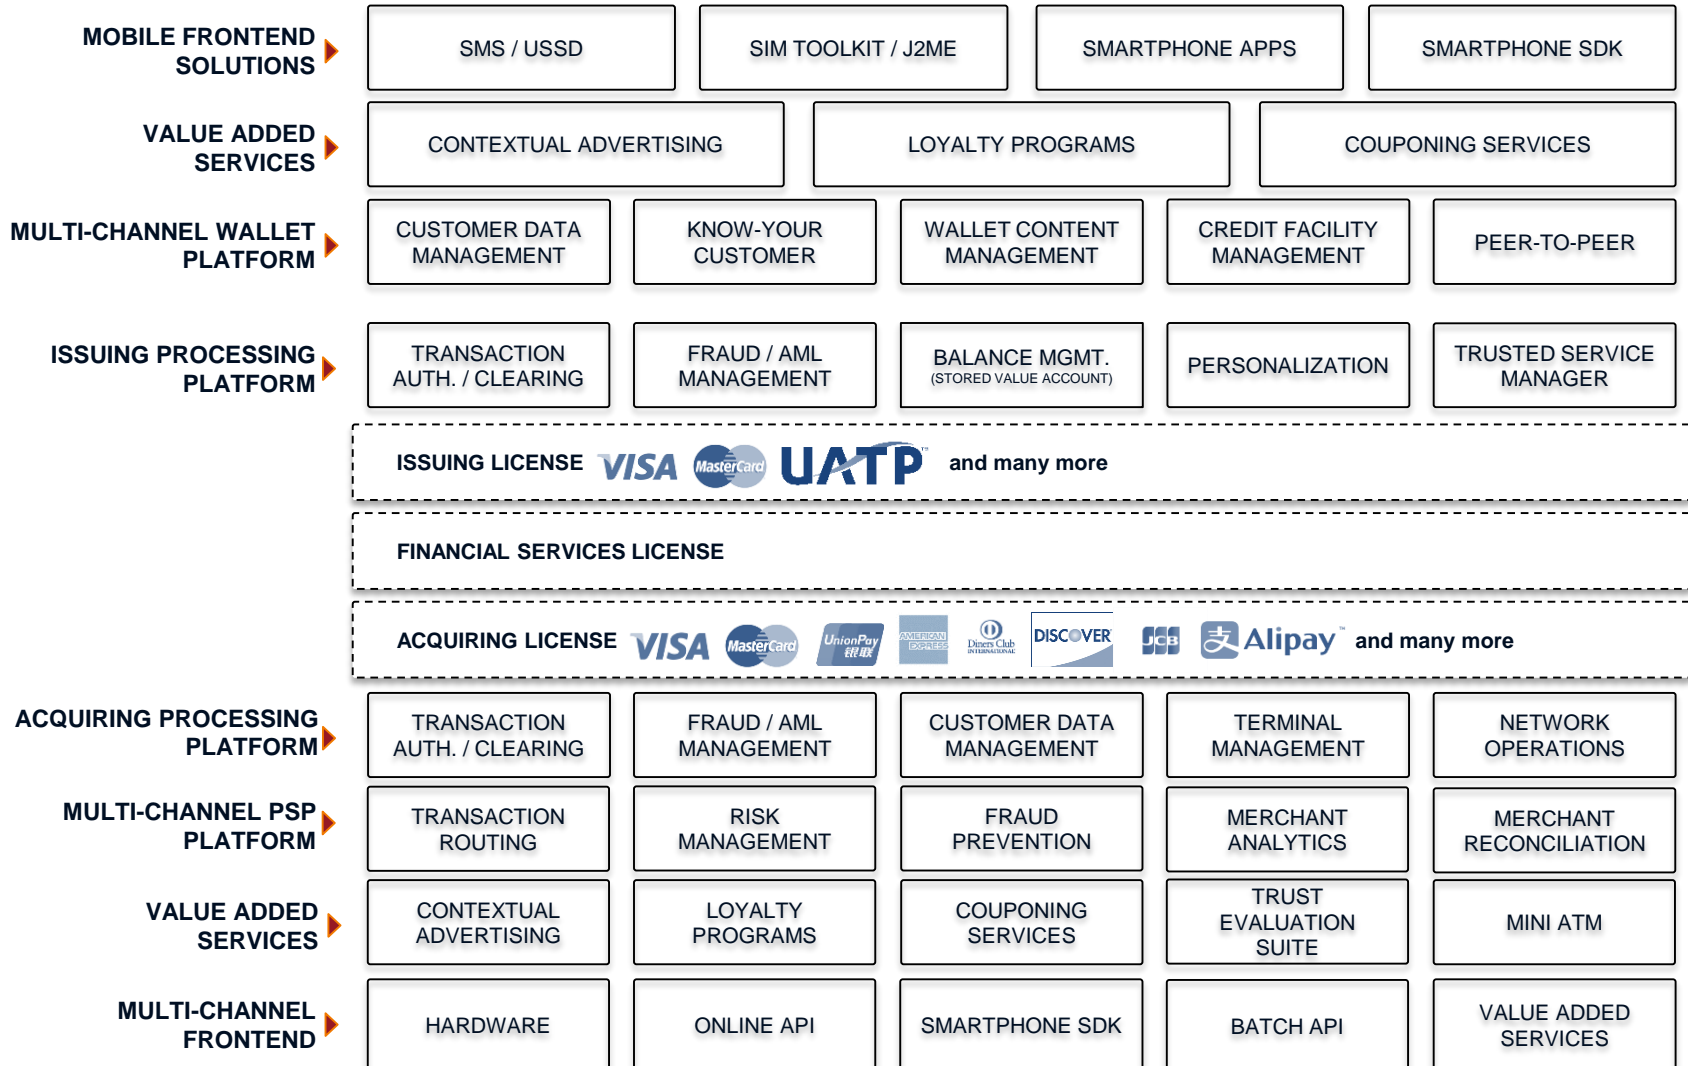 MOBILE FRONTEND
SOLUTIONS
SMS / USSD
SIM TOOLKIT / J2ME
SMARTPHONE APPS
SMARTPHONE SDK
VALUE ADDED
SERVICES
CONTEXTUAL ADVERTISING
LOYALTY PROGRAMS
COUPONING SERVICES
MULTI-CHANNEL WALLET
PLATFORM
CUSTOMER DATA
MANAGEMENT
KNOW-YOUR
CUSTOMER
WALLET CONTENT
MANAGEMENT
CREDIT FACILITY
MANAGEMENT
PEER-TO-PEER
ISSUING PROCESSING
PLATFORM
TRANSACTION
AUTH. / CLEARING
FRAUD / AML
MANAGEMENT
BALANCE MGMT.
(STORED VALUE ACCOUNT)
PERSONALIZATION
TRUSTED SERVICE
MANAGER
ISSUING LICENSE VISA MasterCard UATP™ and many more
FINANCIAL SERVICES LICENSE
ACQUIRING LICENSE VISA MasterCard
UnionPay
银联
AMERICAN
EXPRESS
Diners Club
INTERNATIONAL
DISCOVER
JCB
支 Alipay™ and many more
ACQUIRING PROCESSING
PLATFORM
TRANSACTION
AUTH. / CLEARING
FRAUD / AML
MANAGEMENT
CUSTOMER DATA
MANAGEMENT
TERMINAL
MANAGEMENT
NETWORK
OPERATIONS
MULTI-CHANNEL PSP
PLATFORM
TRANSACTION
ROUTING
RISK
MANAGEMENT
FRAUD
PREVENTION
MERCHANT
ANALYTICS
MERCHANT
RECONCILIATION
VALUE ADDED
SERVICES
CONTEXTUAL
ADVERTISING
LOYALTY
PROGRAMS
COUPONING
SERVICES
TRUST
EVALUATION
SUITE
MINI ATM
MULTI-CHANNEL
FRONTEND
HARDWARE
ONLINE API
SMARTPHONE SDK
BATCH API
VALUE ADDED
SERVICES